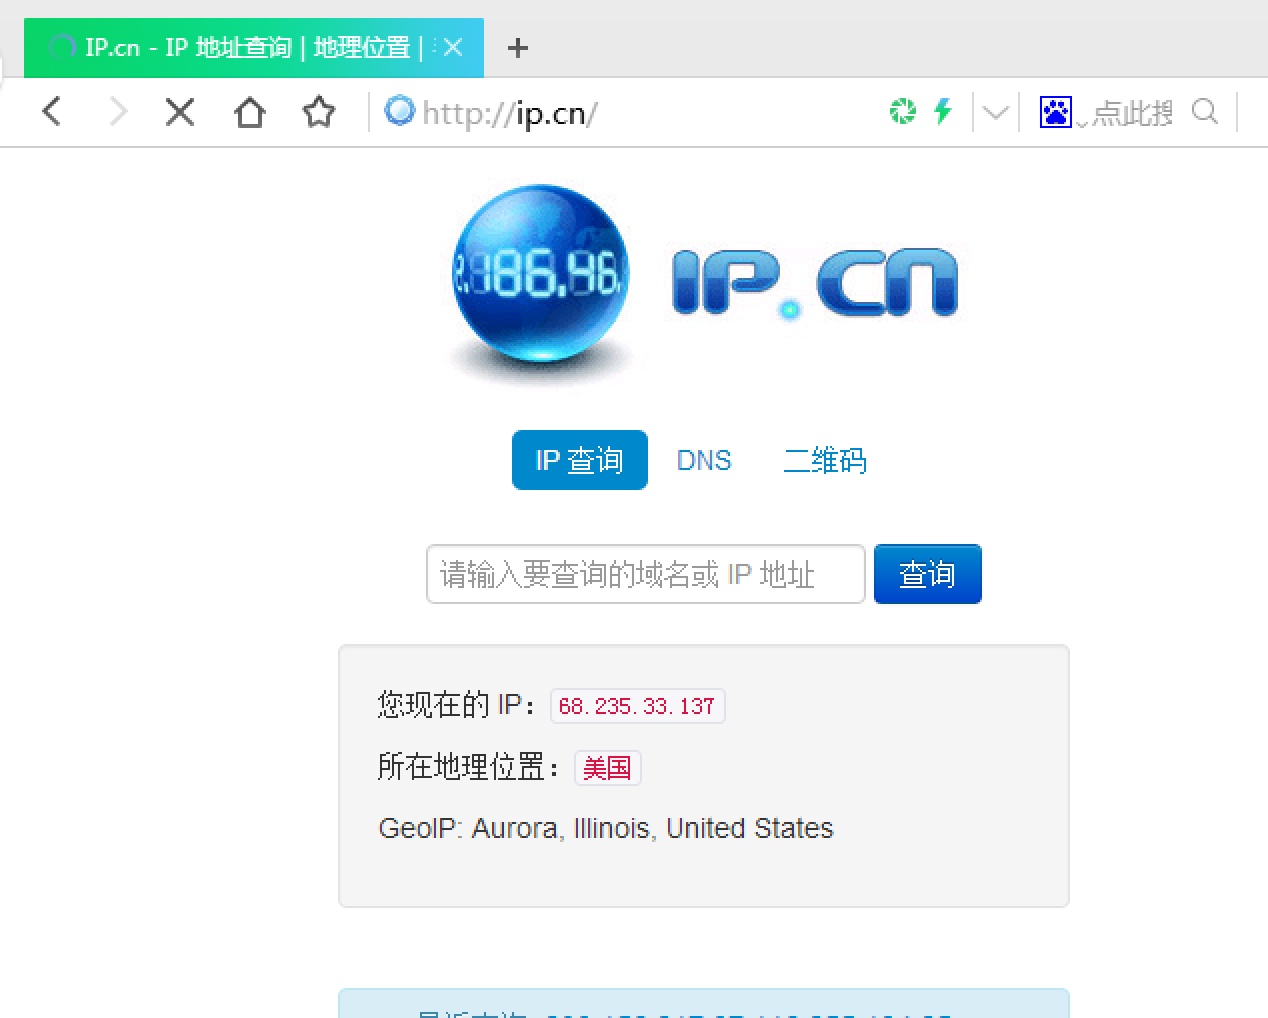 IP.cn - IP 地址查询 | 地理位置 |
http://ip.cn/
点此搜
.186.46.
IP.cn
IP 查询 DNS 二维码
请输入要查询的域名或 IP 地址 查询
您现在的 IP： 68.235.33.137
所在地理位置： 美国
GeoIP: Aurora, Illinois, United States